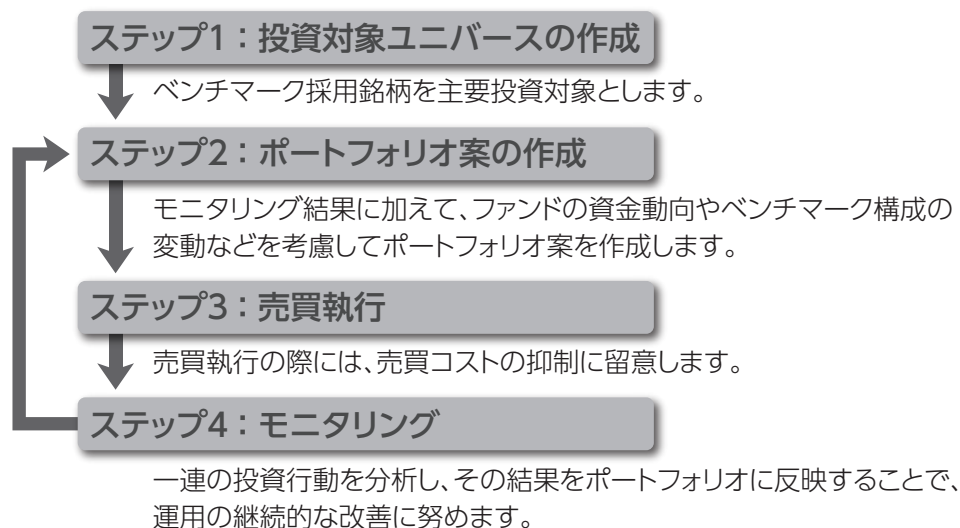 ステップ1：投資対象ユニバースの作成
ベンチマーク採用銘柄を主要投資対象とします。
ステップ2：ポートフォリオ案の作成
モニタリング結果に加えて、ファンドの資金動向やベンチマーク構成の
変動などを考慮してポートフォリオ案を作成します。
ステップ3：売買執行
売買執行の際には、売買コストの抑制に留意します。
ステップ4：モニタリング
一連の投資行動を分析し、その結果をポートフォリオに反映することで、
運用の継続的な改善に努めます。